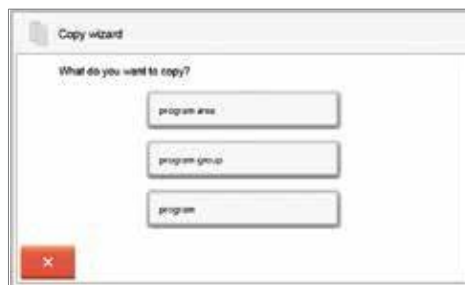 Copy wizard
What do you want to copy?
program area
program group
program